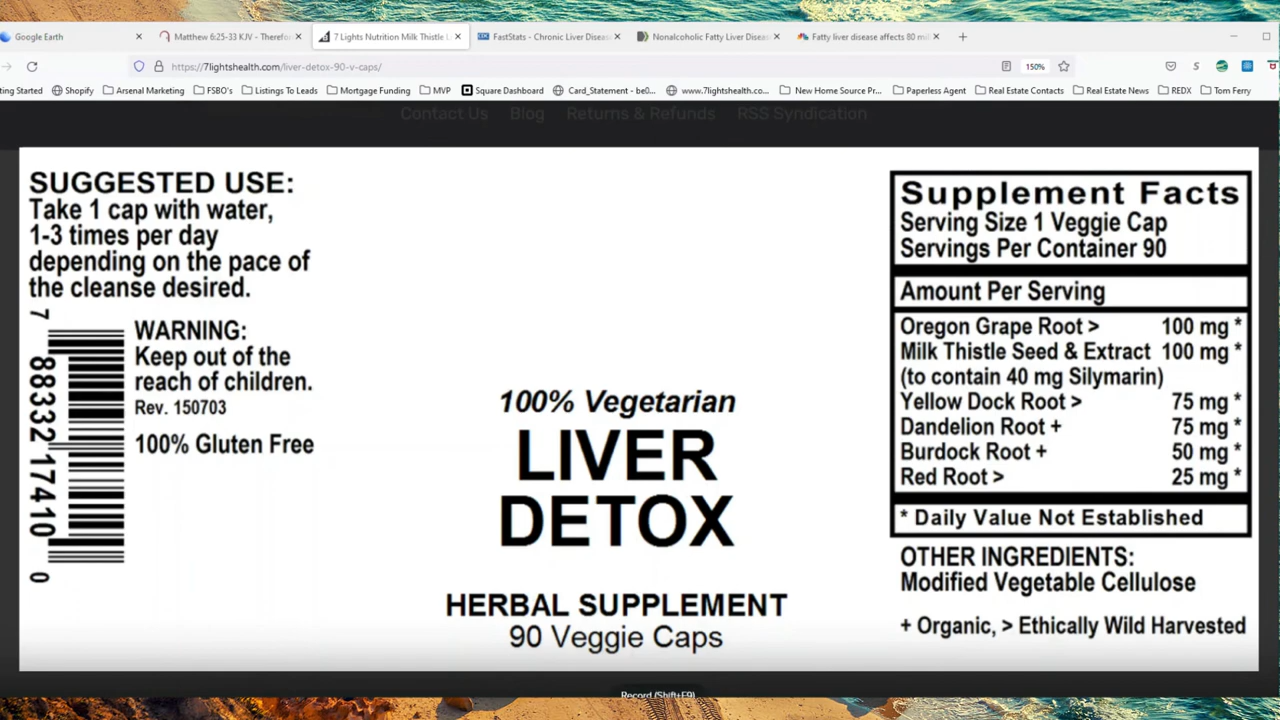 Google Earth
Matthew 6:25-33 KJV - Therefor
7 Lights Nutrition Milk Thistle L
FastStats - Chronic Liver Diseas
Nonalcoholic Fatty Liver Diseas
Fatty liver disease affects 80 mil
https://7lightshealth.com/liver-detox-90-v-caps/
150%
ting Started
Shopify
Arsenal Marketing
FSBO's
Listings To Leads
Mortgage Funding
MVP
Square Dashboard
Card_Statement - be0...
www.7lightshealth.co...
New Home Source Pr...
Paperless Agent
Real Estate Contacts
Real Estate News
REDX
Tom Ferry
Contact Us
Blog
Returns & Refunds
RSS Syndication
SUGGESTED USE:
Take 1 cap with water,
1-3 times per day
depending on the pace of
the cleanse desired.
7 88332 17410 0
WARNING:
Keep out of the
reach of children.
Rev. 150703
100% Gluten Free
100% Vegetarian
LIVER
DETOX
HERBAL SUPPLEMENT
90 Veggie Caps
Supplement Facts
Serving Size 1 Veggie Cap
Servings Per Container 90
Amount Per Serving
Oregon Grape Root > 100 mg *
Milk Thistle Seed & Extract 100 mg *
(to contain 40 mg Silymarin)
Yellow Dock Root > 75 mg *
Dandelion Root + 75 mg *
Burdock Root + 50 mg *
Red Root > 25 mg *
* Daily Value Not Established
OTHER INGREDIENTS:
Modified Vegetable Cellulose
+ Organic, > Ethically Wild Harvested
Record (Shift+F9)